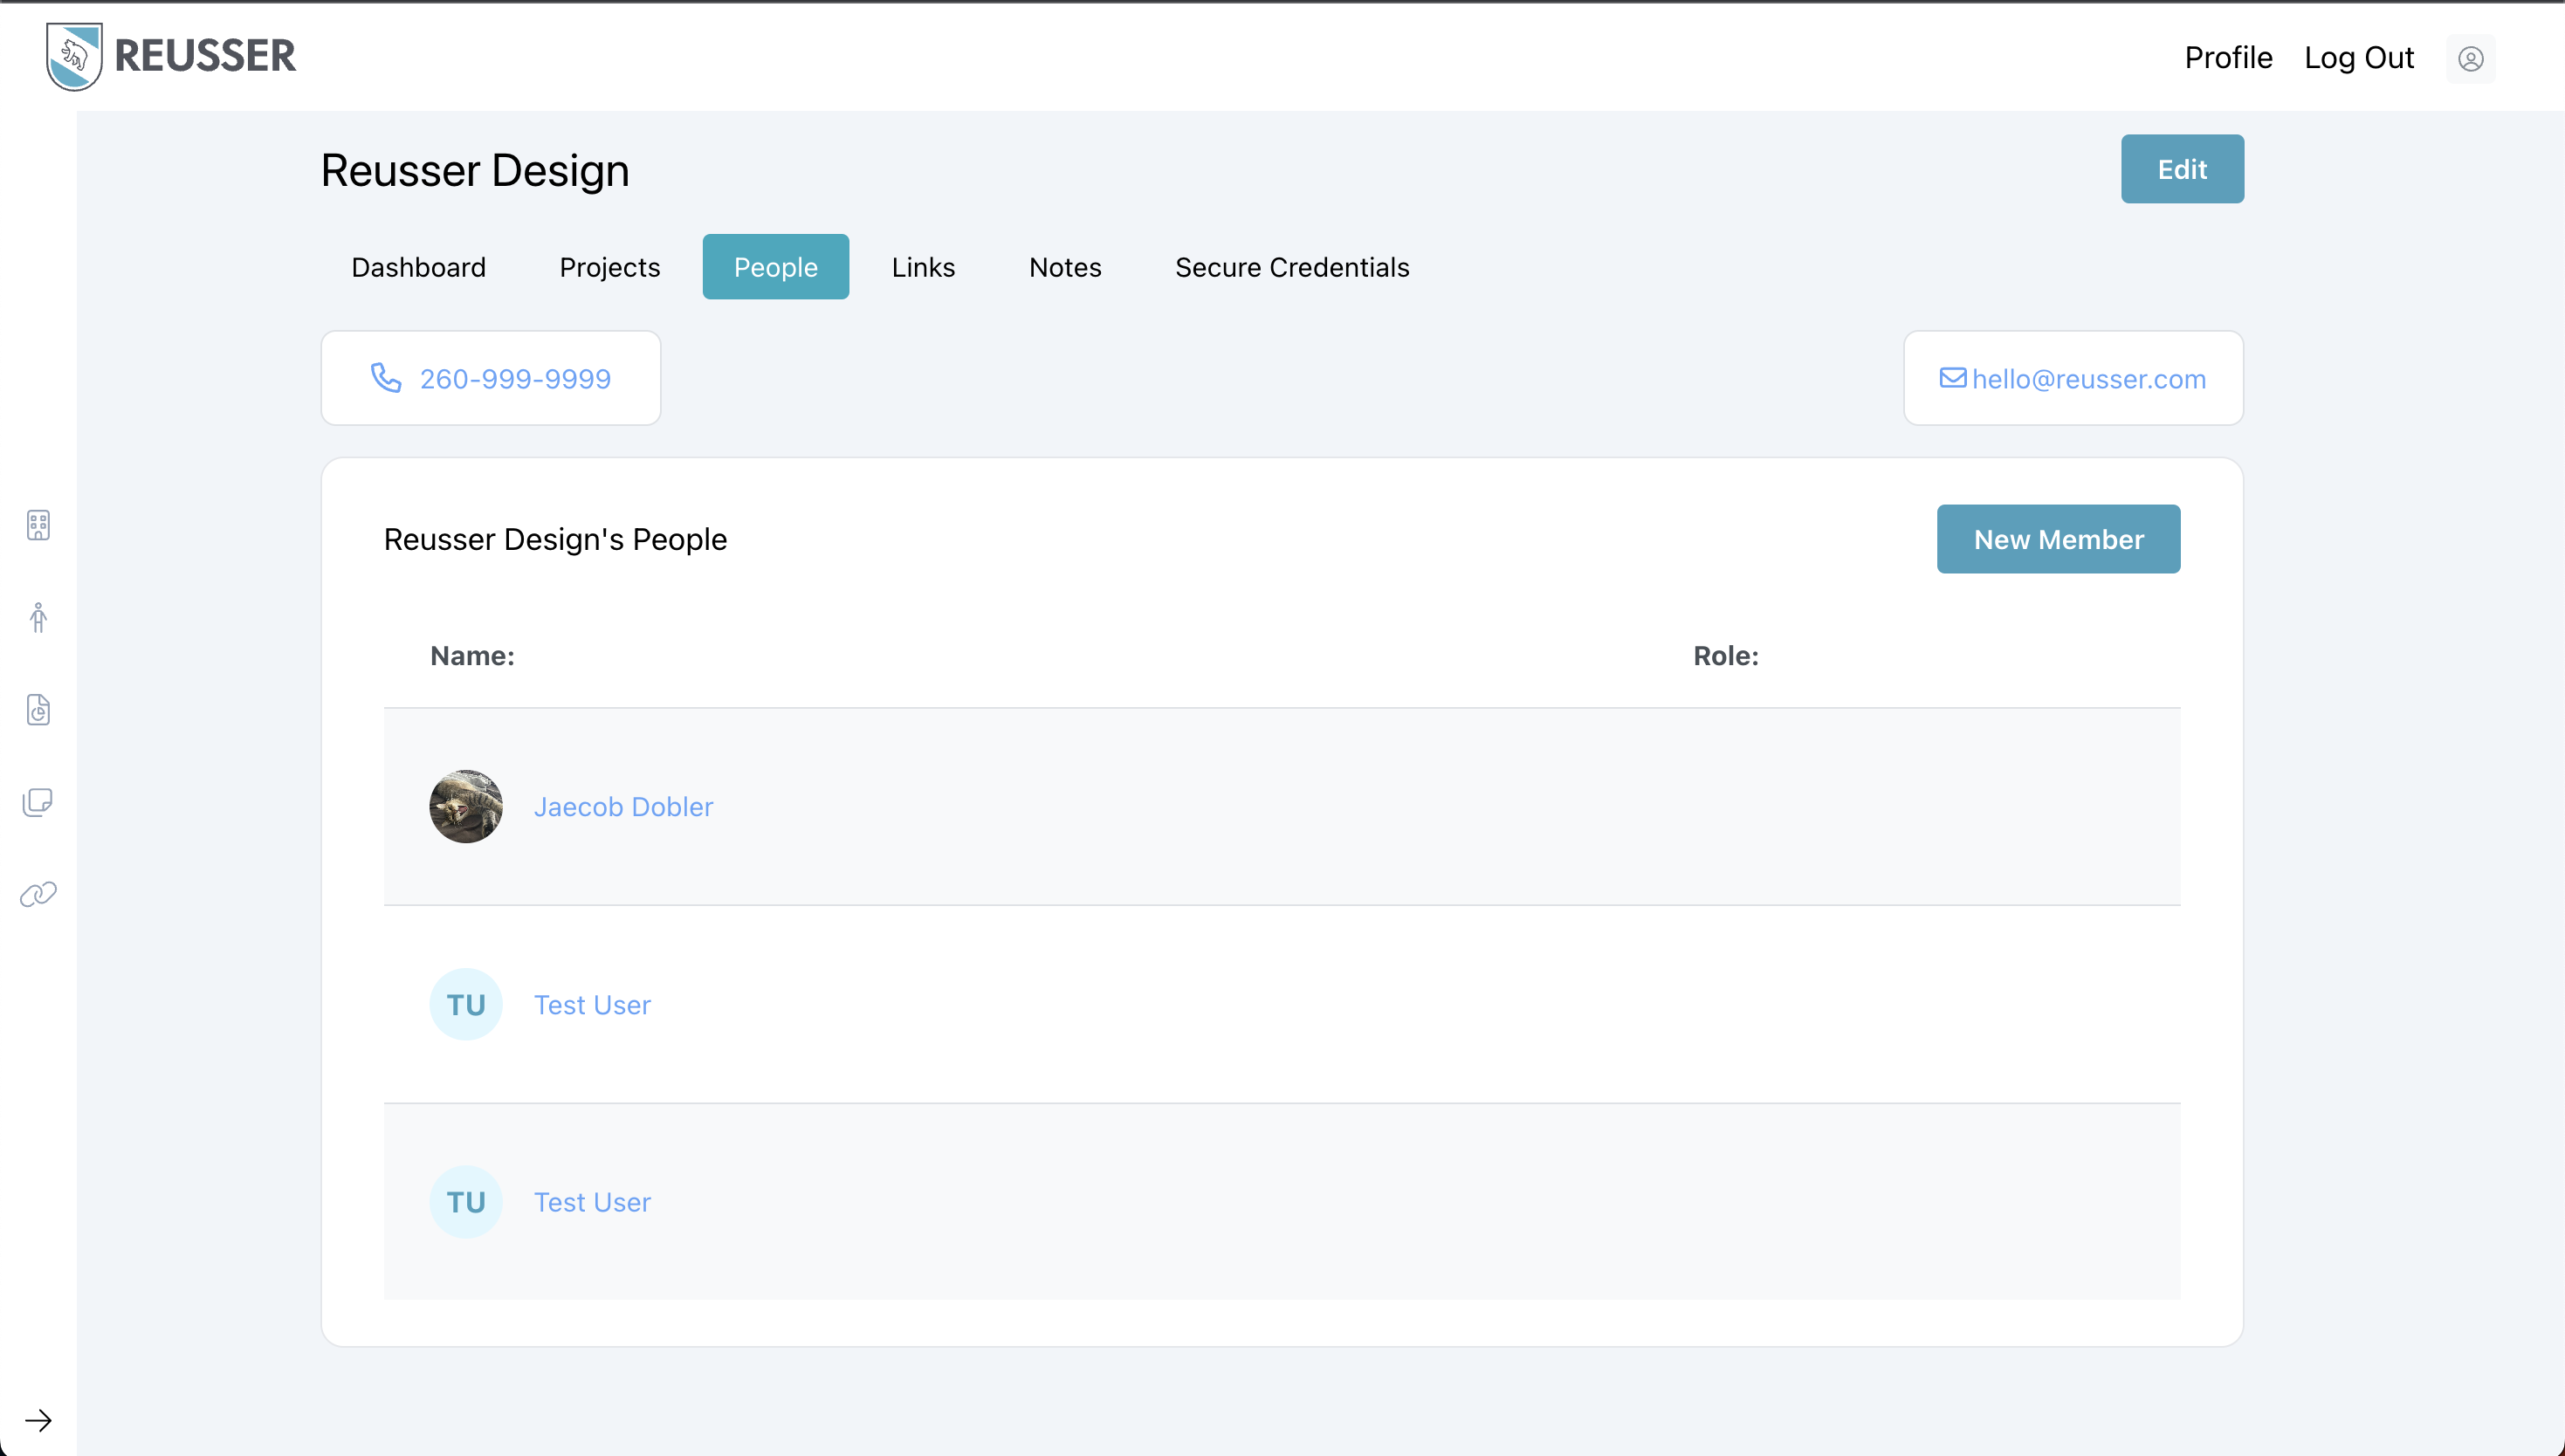 REUSSER
Profile Log Out
Reusser Design
Edit
Dashboard Projects People Links Notes Secure Credentials
260-999-9999
hello@reusser.com
Reusser Design's People
New Member
Name: Role:
Jaecob Dobler
TU Test User
TU Test User